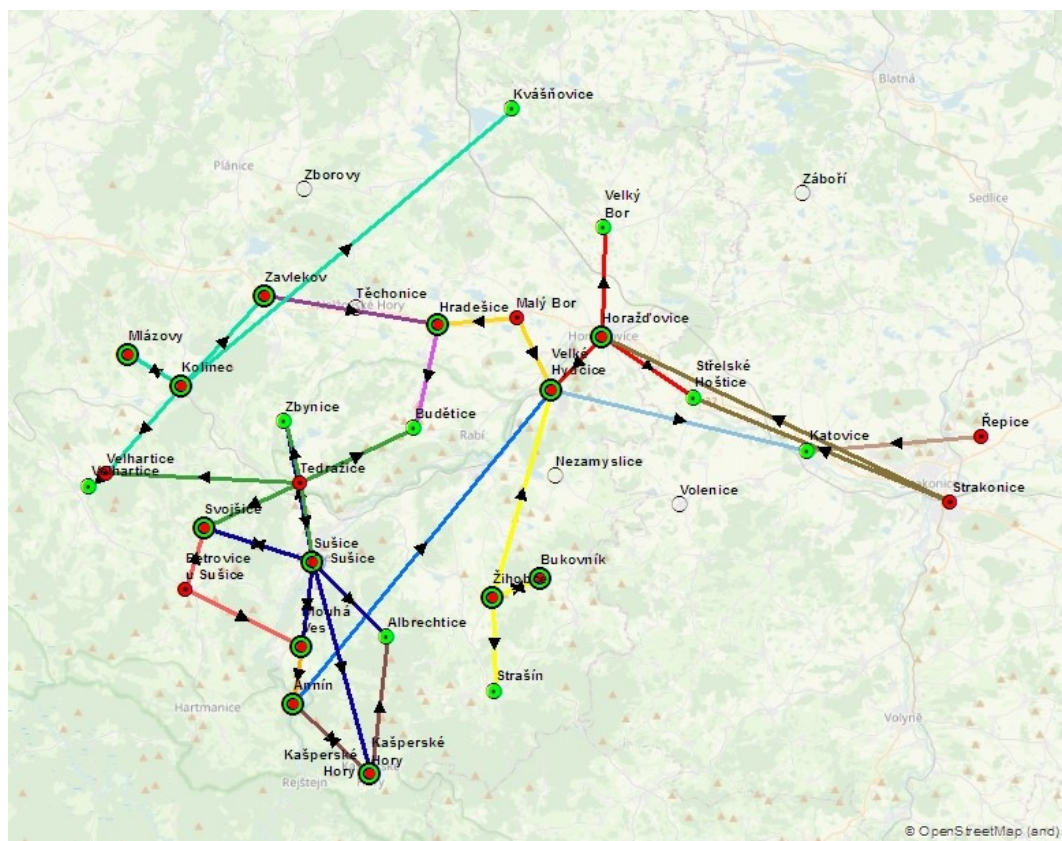 Blatná
Kvášňovice
Plánice
Zborovy
Záboří
Sedlice
Velký
Bor
Zavlekov
Těchonice
Hory
Hradešice
Malý Bor
Horažďovice
Mlázovy
Kolinec
Velké
Hydčice
Střelské
Hoštice
Zbynice
Budětice
Rabí
Katovice
Řepice
Velhartice
Velhartice
Tedražice
Nezamyslice
Volenice
Strakonice
Svojšice
Sušice
Sušice
Petrovice
u Sušice
Žihobce
Bukovník
Dlouhá
Ves
Albrechtice
Annín
Strašín
Hartmanice
Volyně
Kašperské
Hory
Kašperské
Hory
Rejštejn
© OpenStreetMap (and)